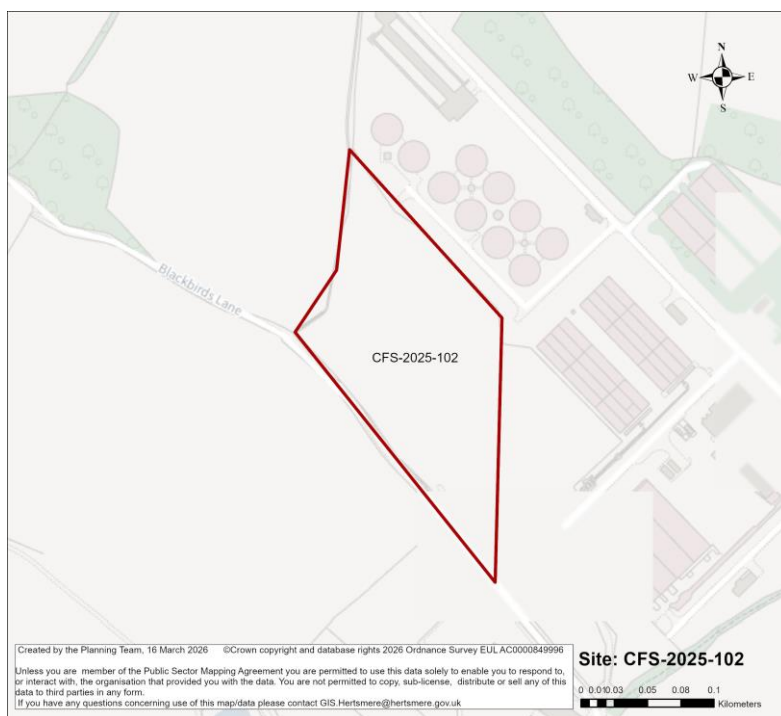 N
W E
S
Blackbirds Lane
CFS-2025-102
Created by the Planning Team, 16 March 2026 ©Crown copyright and database rights 2026 Ordnance Survey EUL AC0000849996
Unless you are member of the Public Sector Mapping Agreement you are permitted to use this data solely to enable you to respond to,
or interact with, the organisation that provided you with the data. You are not permitted to copy, sub-license, distribute or sell any of this
data to third parties in any form.
If you have any questions concerning use of this map/data please contact GIS.Hertsmere@hertsmere.gov.uk
Site: CFS-2025-102
0 0.01 0.03 0.05 0.08 0.1
Kilometers